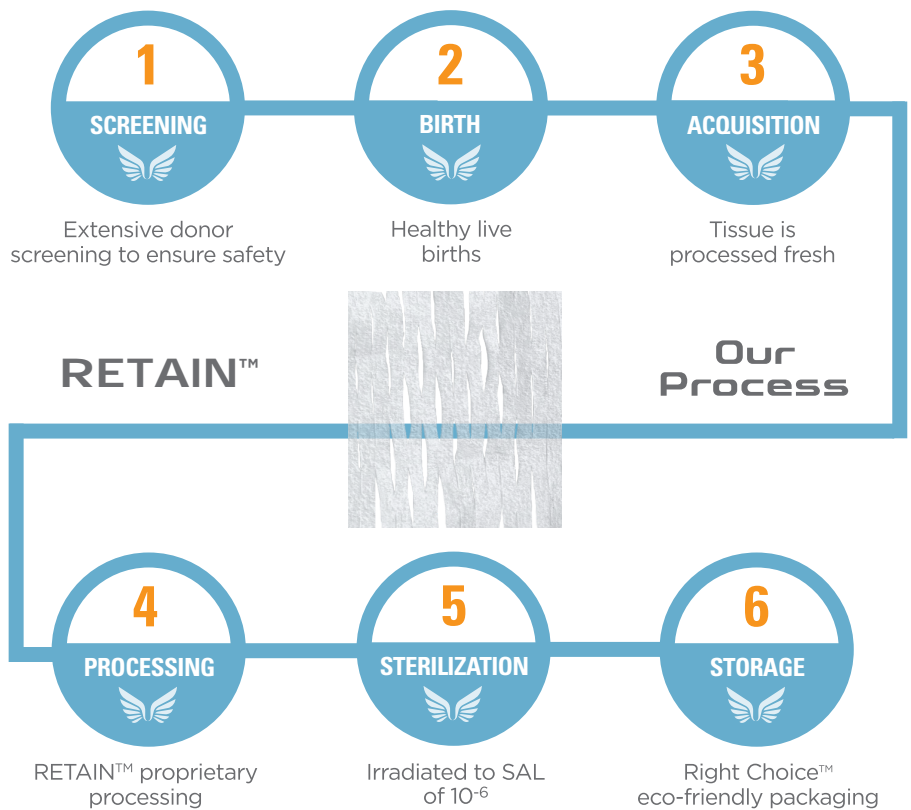 1
SCREENING
Extensive donor
screening to ensure safety
2
BIRTH
Healthy live
births
3
ACQUISITION
Tissue is
processed fresh
RETAIN™
Our
Process
4
PROCESSING
RETAIN™ proprietary
processing
5
STERILIZATION
Irradiated to SAL
of 10⁻⁶
6
STORAGE
Right Choice™
eco-friendly packaging